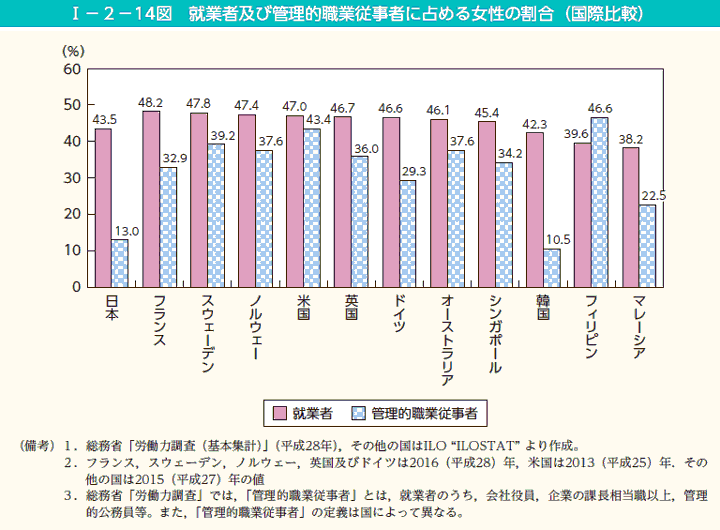 Ⅰ－２－14図　就業者及び管理的職業従事者に占める女性の割合（国際比較）
(%)
60
50
40
30
20
10
0
43.5
13.0
48.2
32.9
47.8
39.2
47.4
37.6
47.0
43.4
46.7
36.0
46.6
29.3
46.1
37.6
45.4
34.2
42.3
10.5
39.6
46.6
38.2
22.5
日本
フランス
スウェーデン
ノルウェー
米国
英国
ドイツ
オーストラリア
シンガポール
韓国
フィリピン
マレーシア
就業者　管理的職業従事者
（備考）１．総務省「労働力調査（基本集計）」（平成28年），その他の国はILO “ILOSTAT” より作成。
２．フランス，スウェーデン，ノルウェー，英国及びドイツは2016（平成28）年，米国は2013（平成25）年，その
他の国は2015（平成27）年の値
３．総務省「労働力調査」では，「管理的職業従事者」とは，就業者のうち，会社役員，企業の課長相当職以上，管理
的公務員等。また，「管理的職業従事者」の定義は国によって異なる。